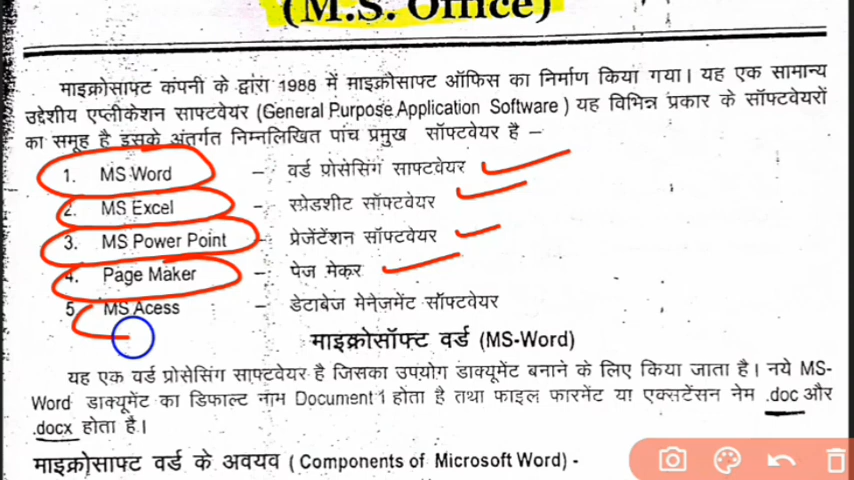 (M.S. Office)
माइक्रोसाफ्ट कंपनी के द्वांरा 1988 में माइक्रौसाफ्ट ऑफिस का निर्माण किया गया। यह एक सामान्य
उद्देशीय एप्लीकेशन साफ्टवेयर (General Purpose Application Software) यह विभिन्न प्रकार के सॉफ्टवेयरों
का समूह है इसके अंतर्गत निम्नलिखित पांच प्रमुख सॉफ्टवेयर है –
1. MS Word – वर्ड प्रोसेसिंग साफ्टवेयर
2. MS Excel – स्प्रेडशीट सॉफ्टवेयर
3. MS Power Point – प्रेजेंटेंशन सॉफ्टवेयर
4. Page Maker – पेज मेकर
5. MS Acess – डेटाबेज मेनेजमेंट सॉफ्टवेयर
माइक्रोसॉफ्ट वर्ड (MS-Word)
यह एक वर्ड प्रोसेसिंग साफ्टवेयर है जिसका उपयोग डाक्यूमेंट बनाने के लिए किया जाता है। नये MS-
Word डाक्यूमेंट का डिफाल्ट नाम Document 1 होता है तथा फाइल फारमेंट या एक्सटेंसन नेम .doc और
.docx होता है।
माइक्रोसाफ्ट वर्ड के अवयव ( Components of Microsoft Word) -